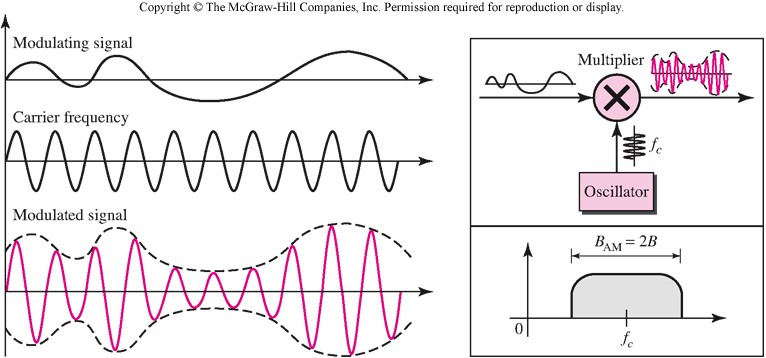 Copyright © The McGraw-Hill Companies, Inc. Permission required for reproduction or display.
Modulating signal
Carrier frequency
Modulated signal
Multiplier
fc
Oscillator
BAM = 2B
0
fc